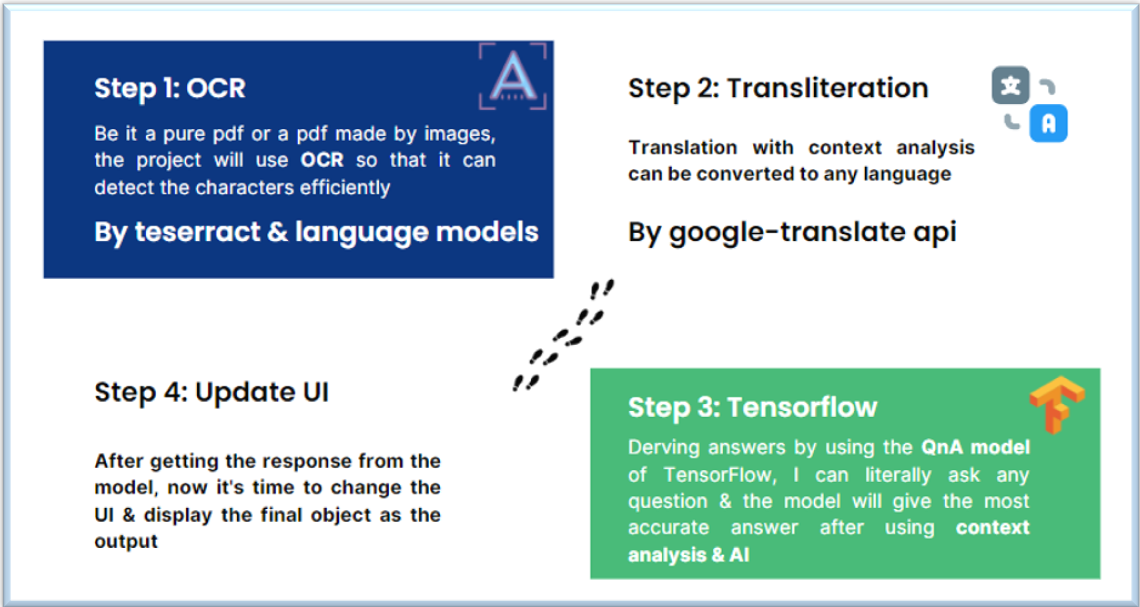 Step 1: OCR
Be it a pure pdf or a pdf made by images,
the project will use OCR so that it can
detect the characters efficiently
By teserract & language models
Step 2: Transliteration
Translation with context analysis
can be converted to any language
By google-translate api
Step 3: Tensorflow
Derving answers by using the QnA model
of TensorFlow, I can literally ask any
question & the model will give the most
accurate answer after using context
analysis & AI
Step 4: Update UI
After getting the response from the
model, now it's time to change the
UI & display the final object as the
output